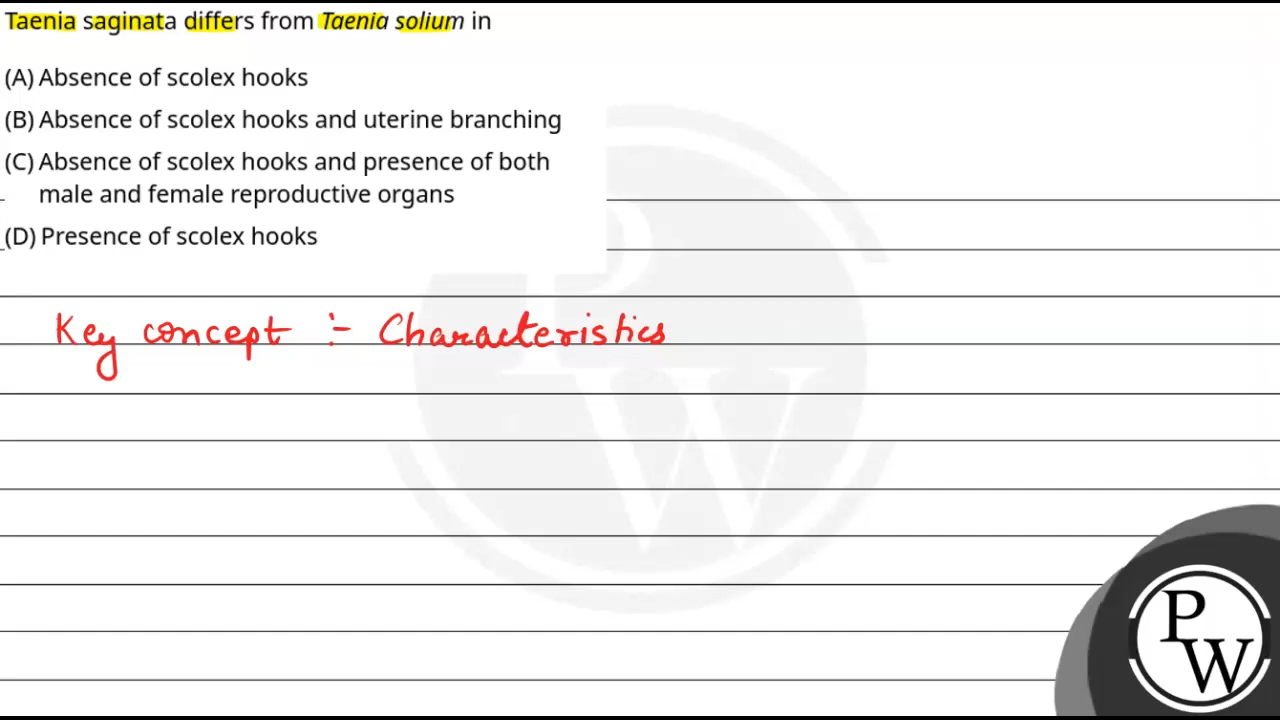 Taenia saginata differs from Taenia solium in
(A) Absence of scolex hooks
(B) Absence of scolex hooks and uterine branching
(C) Absence of scolex hooks and presence of both
male and female reproductive organs
(D) Presence of scolex hooks
Key concept :- Characteristics
PW